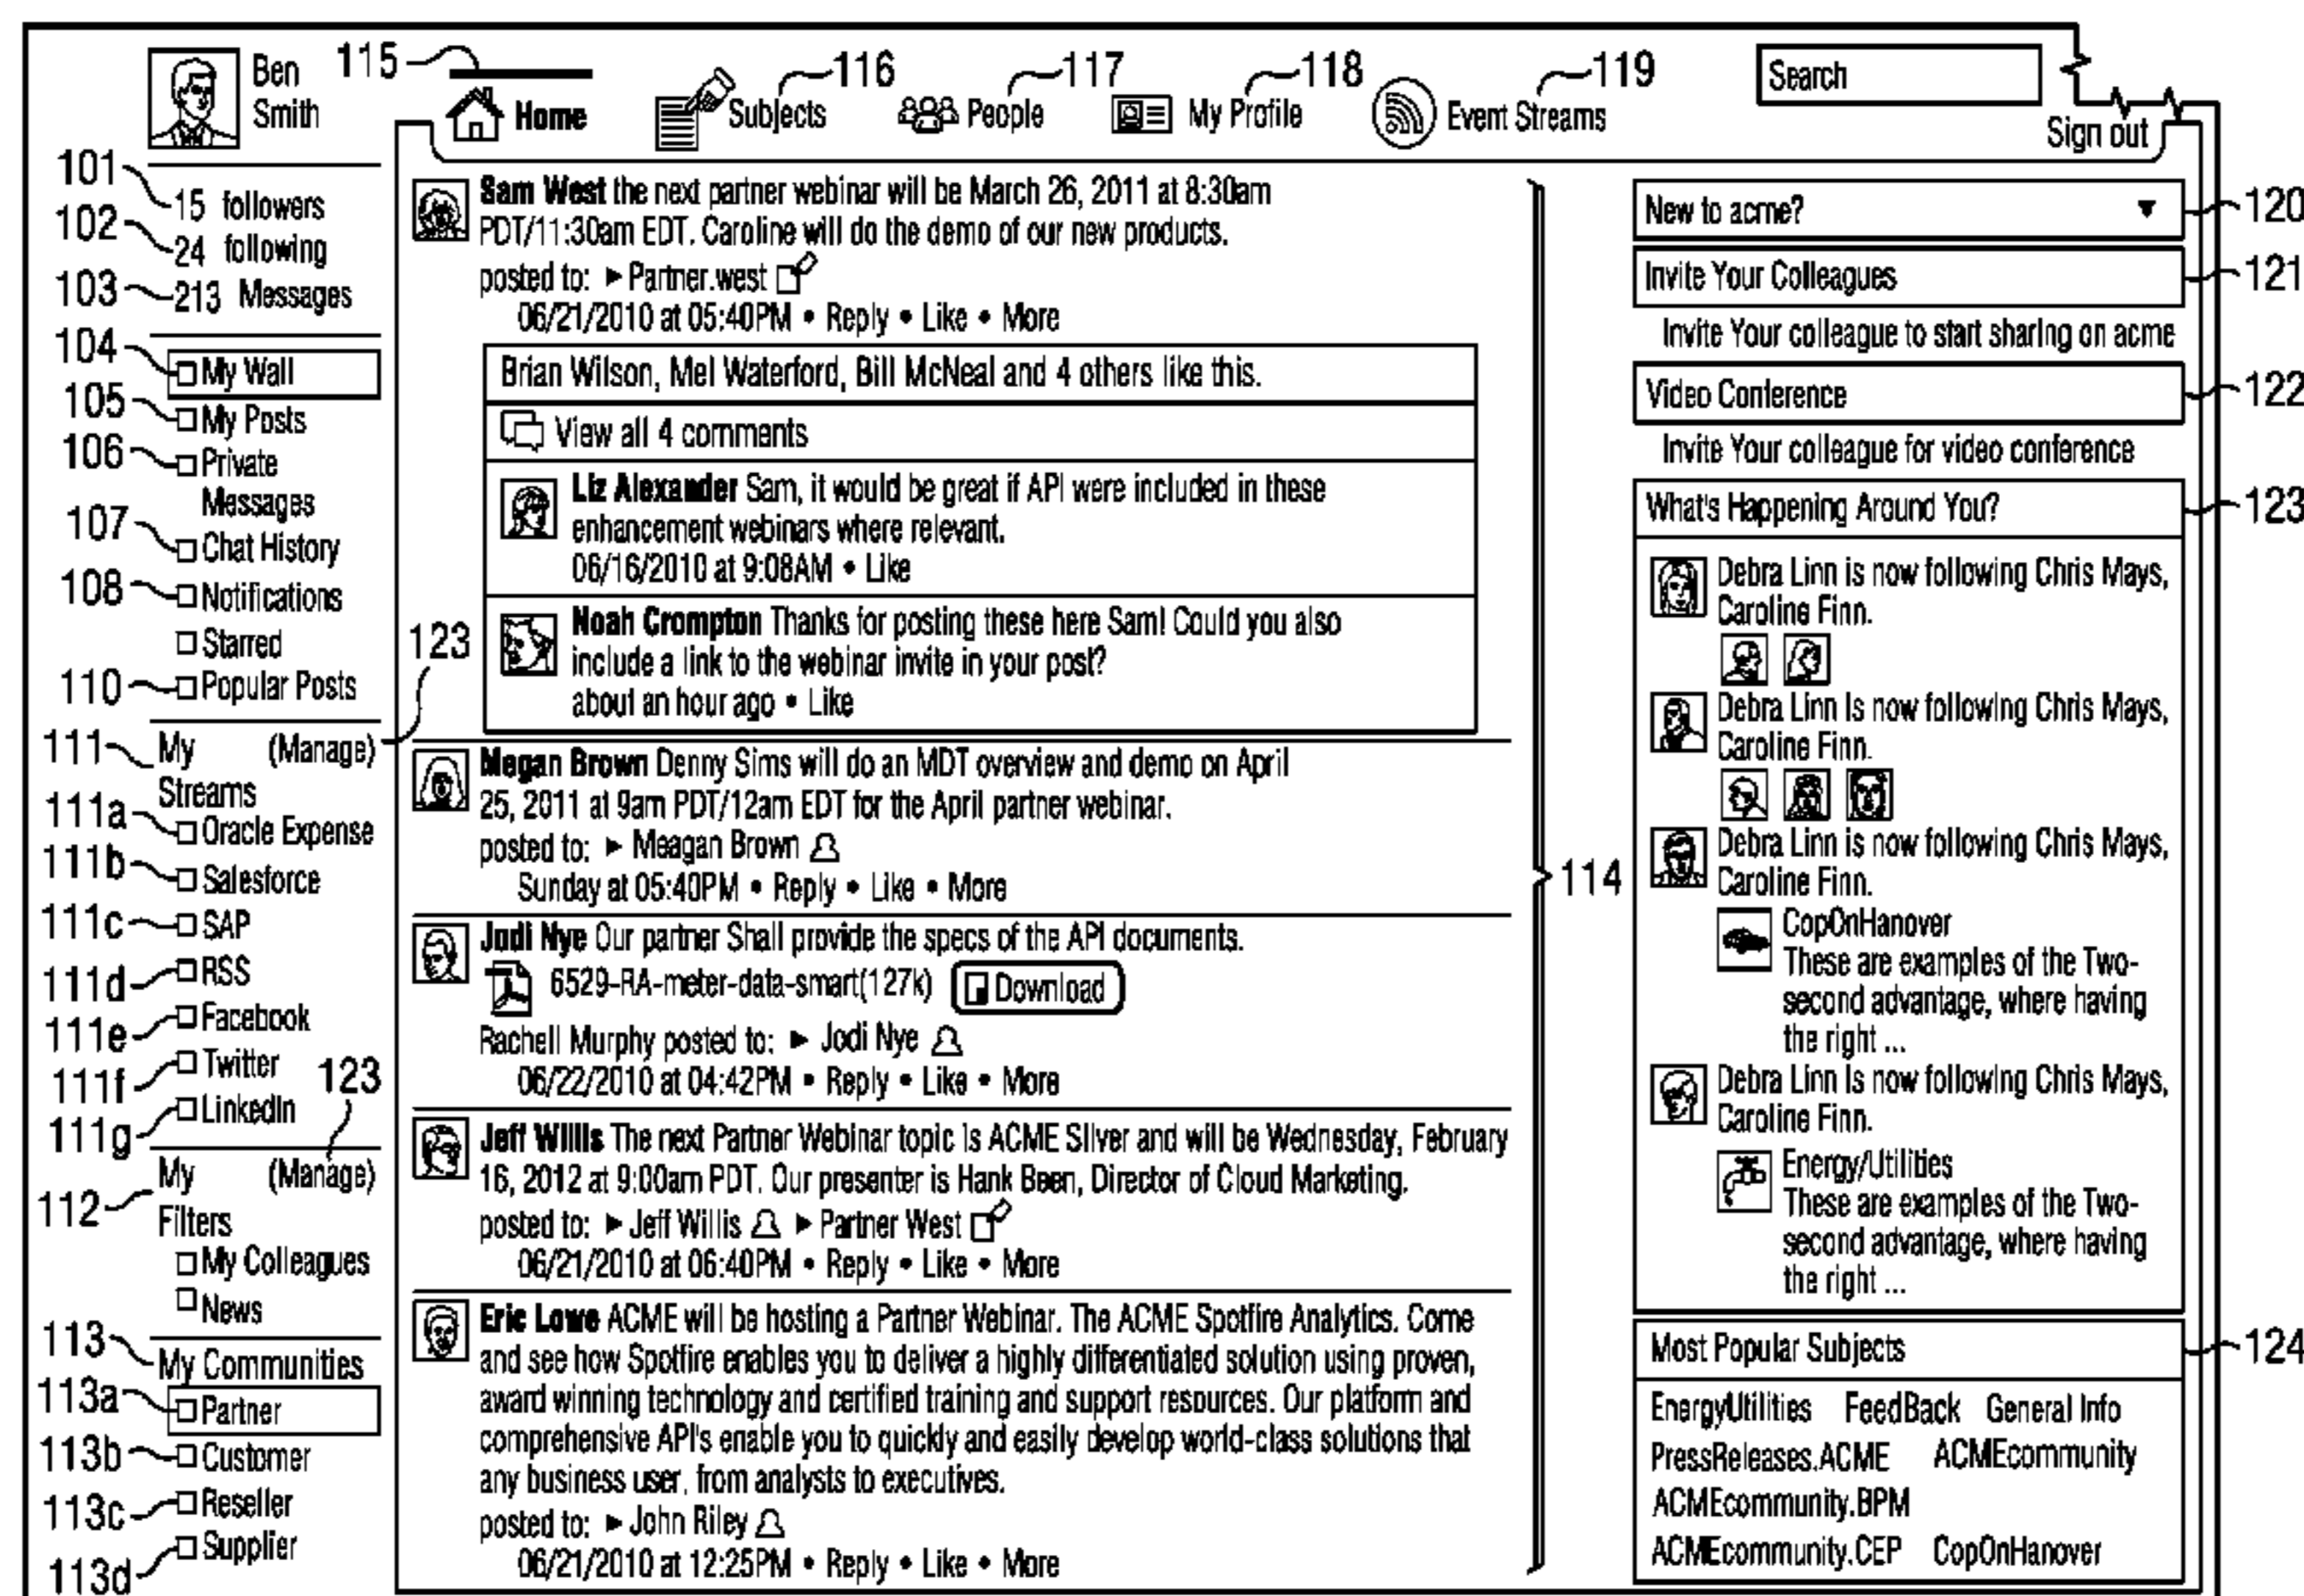 Ben
Smith
115
Home
Subjects
116
People
117
My Profile
118
Event Streams
119
Search
Sign out
101
15 followers
102
24 following
103
213 Messages
104
My Wall
105
My Posts
106
Private
Messages
107
Chat History
108
Notifications
Starred
110
Popular Posts
123
111
My (Manage)
Streams
111a
Oracle Expense
111b
Salesforce
111c
SAP
111d
RSS
111e
Facebook
111f
Twitter
123
111g
LinkedIn
112
My (Manage)
Filters
My Colleagues
News
113
My Communities
113a
Partner
113b
Customer
113c
Reseller
113d
Supplier
Sam West the next partner webinar will be March 26, 2011 at 8:30am
PDT/11:30am EDT. Caroline will do the demo of our new products.
posted to: ▸ Partner.west
06/21/2010 at 05:40PM • Reply • Like • More
Brian Wilson, Mel Waterford, Bill McNeal and 4 others like this.
View all 4 comments
Liz Alexander Sam, it would be great if API were included in these
enhancement webinars where relevant.
06/16/2010 at 9:08AM • Like
Noah Crompton Thanks for posting these here Sam! Could you also
include a link to the webinar invite in your post?
about an hour ago • Like
Megan Brown Denny Sims will do an MDT overview and demo on April
25, 2011 at 9am PDT/12am EDT for the April partner webinar.
posted to: ▸ Meagan Brown
Sunday at 05:40PM • Reply • Like • More
Jodi Nye Our partner Shall provide the specs of the API documents.
6529-RA-meter-data-smart(127k) Download
Rachell Murphy posted to: ▸ Jodi Nye
06/22/2010 at 04:42PM • Reply • Like • More
Jeff Willis The next Partner Webinar topic is ACME Silver and will be Wednesday, February
16, 2012 at 9:00am PDT. Our presenter is Hank Been, Director of Cloud Marketing.
posted to: ▸ Jeff Willis ▸ Partner West
06/21/2010 at 06:40PM • Reply • Like • More
Eric Lowe ACME will be hosting a Partner Webinar. The ACME Spotfire Analytics. Come
and see how Spotfire enables you to deliver a highly differentiated solution using proven,
award winning technology and certified training and support resources. Our platform and
comprehensive API's enable you to quickly and easily develop world-class solutions that
any business user, from analysts to executives.
posted to: ▸ John Riley
06/21/2010 at 12:25PM • Reply • Like • More
114
New to acme?
120
Invite Your Colleagues
121
Invite Your colleague to start sharing on acme
Video Conference
122
Invite Your colleague for video conference
What's Happening Around You?
123
Debra Linn is now following Chris Mays,
Caroline Finn.
Debra Linn is now following Chris Mays,
Caroline Finn.
Debra Linn is now following Chris Mays,
Caroline Finn.
CopOnHanover
These are examples of the Two-
second advantage, where having
the right ...
Debra Linn is now following Chris Mays,
Caroline Finn.
Energy/Utilities
These are examples of the Two-
second advantage, where having
the right ...
Most Popular Subjects
124
EnergyUtilities FeedBack General Info
PressReleases.ACME ACMEcommunity
ACMEcommunity.BPM
ACMEcommunity.CEP CopOnHanover